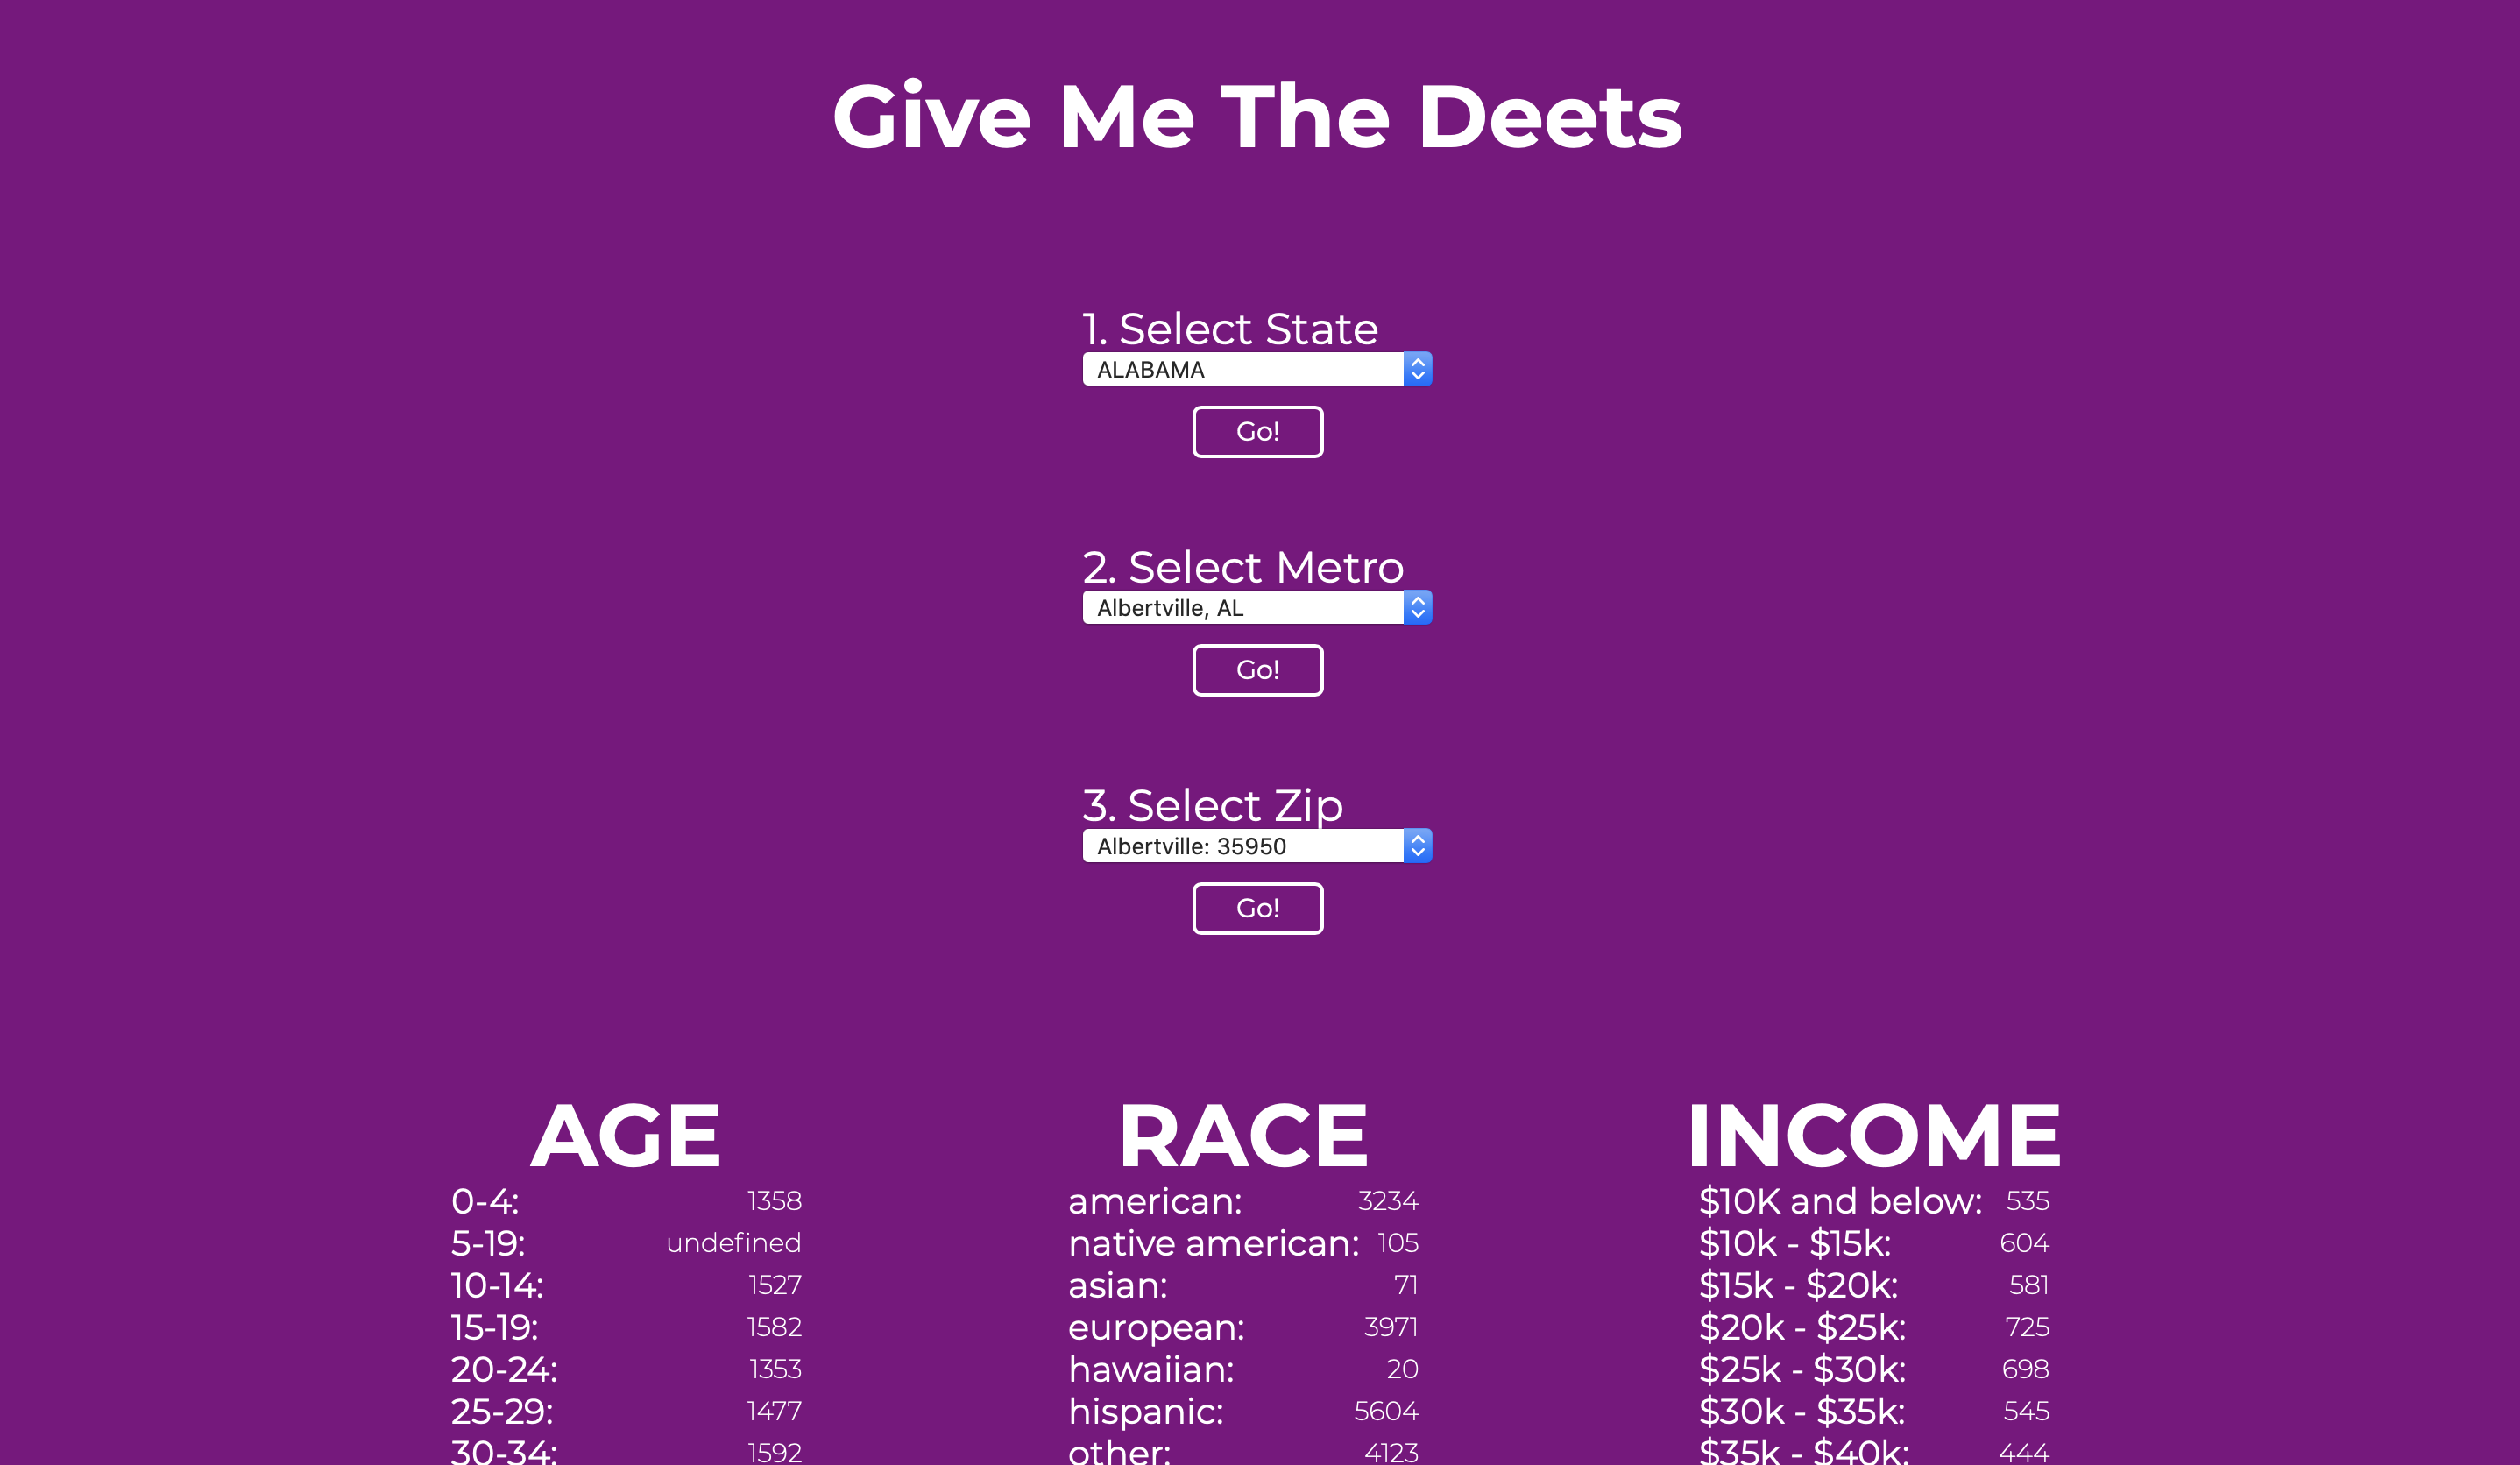 Give Me The Deets
1. Select State
ALABAMA
Go!
2. Select Metro
Albertville, AL
Go!
3. Select Zip
Albertville: 35950
Go!
AGE
0-4: 1358
5-19: undefined
10-14: 1527
15-19: 1582
20-24: 1353
25-29: 1477
30-34: 1592
RACE
american: 3234
native american: 105
asian: 71
european: 3971
hawaiian: 20
hispanic: 5604
other: 4123
INCOME
$10K and below: 535
$10k - $15k: 604
$15k - $20k: 581
$20k - $25k: 725
$25k - $30k: 698
$30k - $35k: 545
$35k - $40k: 444